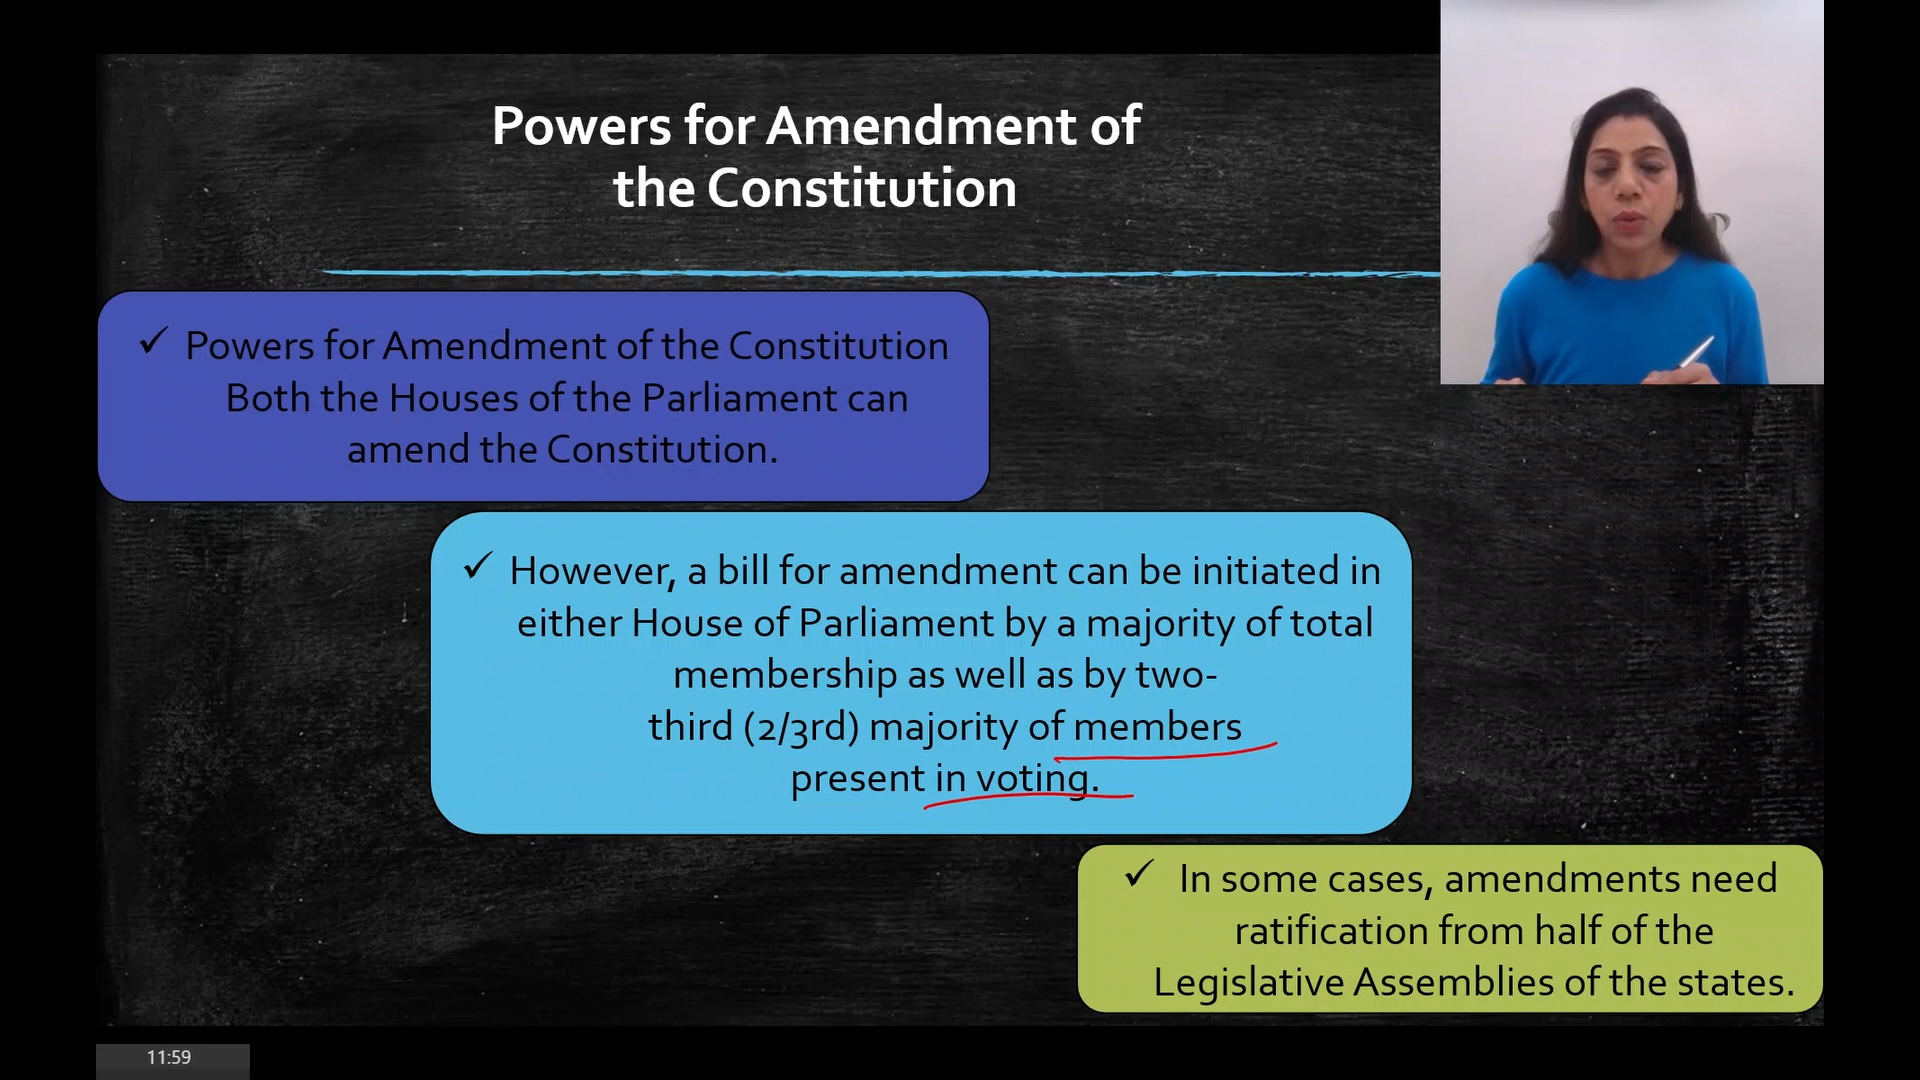 Powers for Amendment of
the Constitution
✓ Powers for Amendment of the Constitution
Both the Houses of the Parliament can
amend the Constitution.
✓ However, a bill for amendment can be initiated in
either House of Parliament by a majority of total
membership as well as by two-
third (2/3rd) majority of members
present in voting.
✓ In some cases, amendments need
ratification from half of the
Legislative Assemblies of the states.
11:59